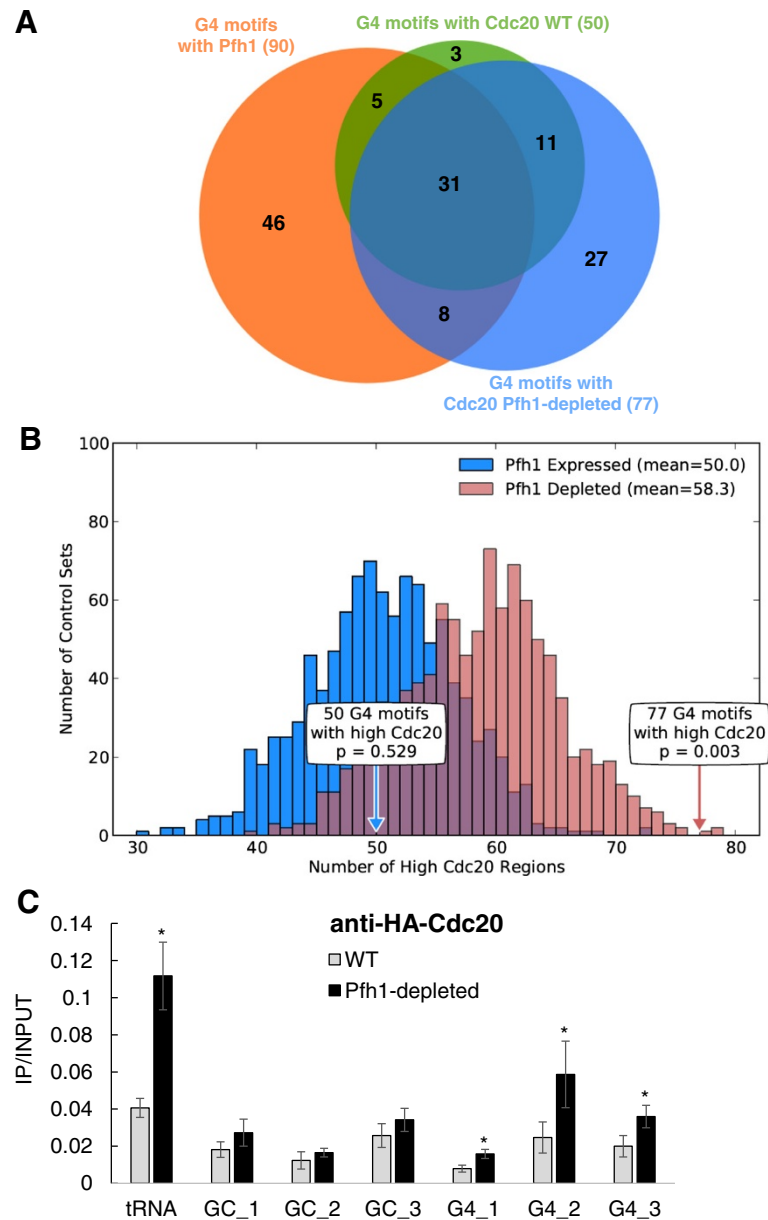 A
G4 motifs
with Pfh1 (90)
G4 motifs with Cdc20 WT (50)
3
5
11
31
46
27
8
G4 motifs with
Cdc20 Pfh1-depleted (77)
B
100
80
60
40
20
0
Number of Control Sets
Pfh1 Expressed (mean=50.0)
Pfh1 Depleted (mean=58.3)
50 G4 motifs
with high Cdc20
p = 0.529
77 G4 motifs
with high Cdc20
p = 0.003
30 40 50 60 70 80
Number of High Cdc20 Regions
C
anti-HA-Cdc20
WT
Pfh1-depleted
IP/INPUT
0.14
0.12
0.1
0.08
0.06
0.04
0.02
0
* * * *
tRNA GC_1 GC_2 GC_3 G4_1 G4_2 G4_3